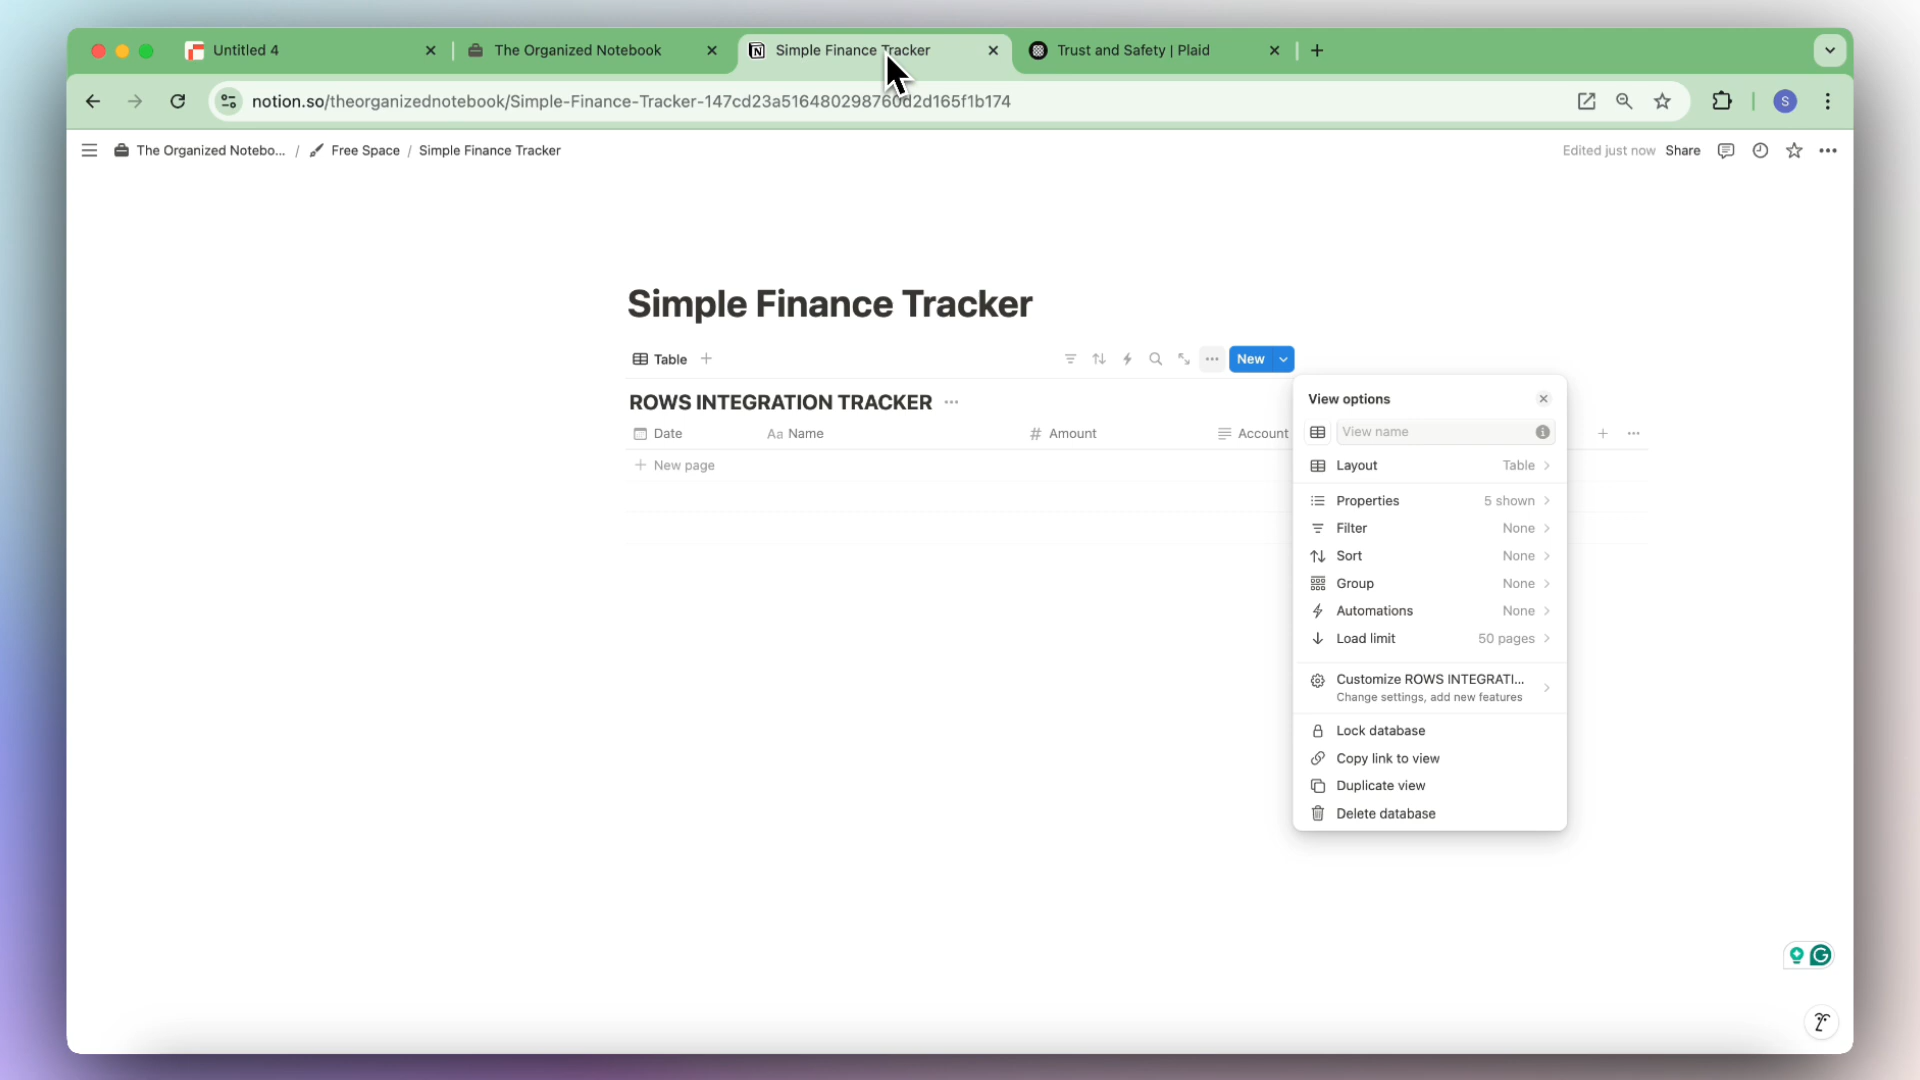 Untitled 4
The Organized Notebook
Simple Finance Tracker
Trust and Safety | Plaid
notion.so/theorganizednotebook/Simple-Finance-Tracker-147cd23a516480298760d2d165f1b174
S
The Organized Notebo... / Free Space / Simple Finance Tracker
Edited just now Share
Simple Finance Tracker
Table
New
ROWS INTEGRATION TRACKER
Date
Aa Name
# Amount
Account
New page
View options
View name
Layout Table
Properties 5 shown
Filter None
Sort None
Group None
Automations None
Load limit 50 pages
Customize ROWS INTEGRATI...
Change settings, add new features
Lock database
Copy link to view
Duplicate view
Delete database